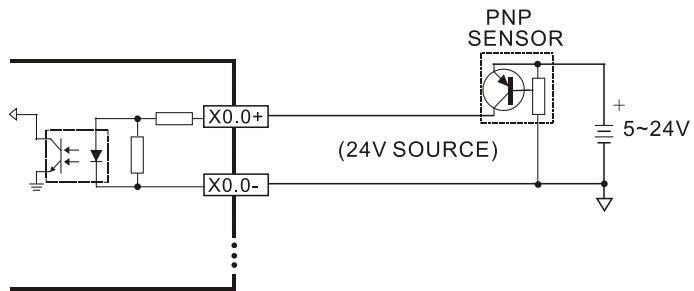 PNP
SENSOR
X0.0+
+
5~24V
(24V SOURCE)
X0.0-